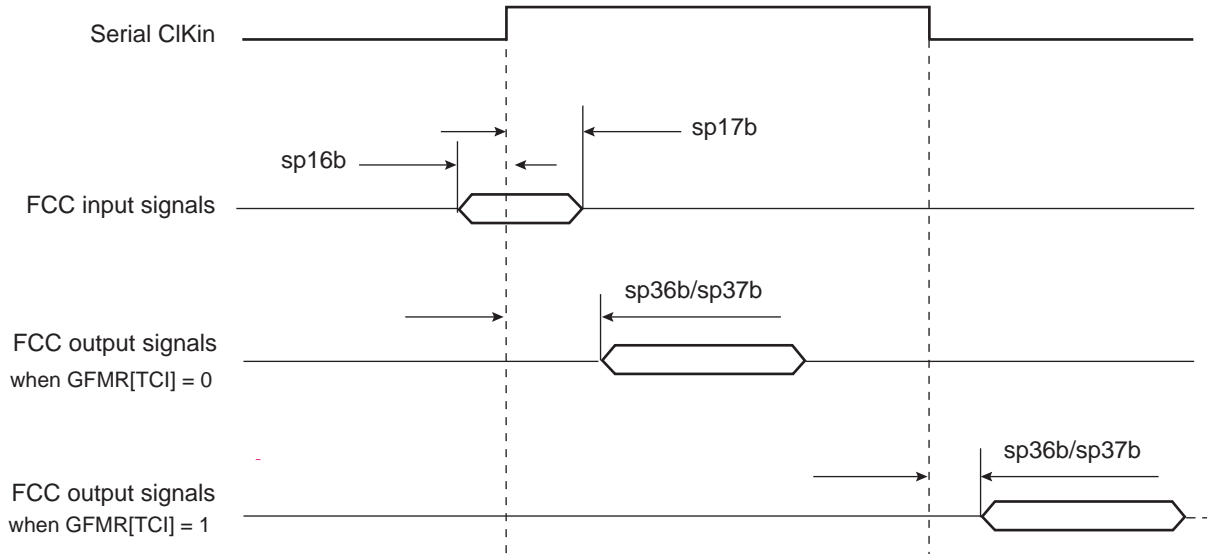 Serial ClKin
sp17b
sp16b
FCC input signals
sp36b/sp37b
FCC output signals
when GFMR[TCI] = 0
sp36b/sp37b
FCC output signals
when GFMR[TCI] = 1